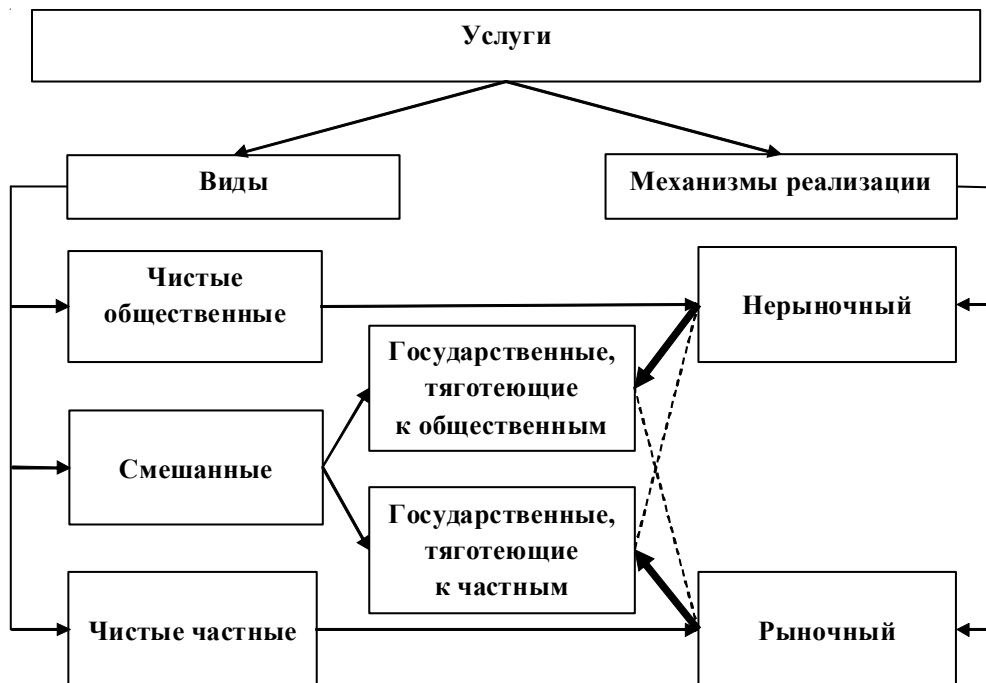 Услуги
Виды
Механизмы реализации
Чистые
общественные
Нерыночный
Государственные,
тяготеющие
к общественным
Смешанные
Государственные,
тяготеющие
к частным
Чистые частные
Рыночный